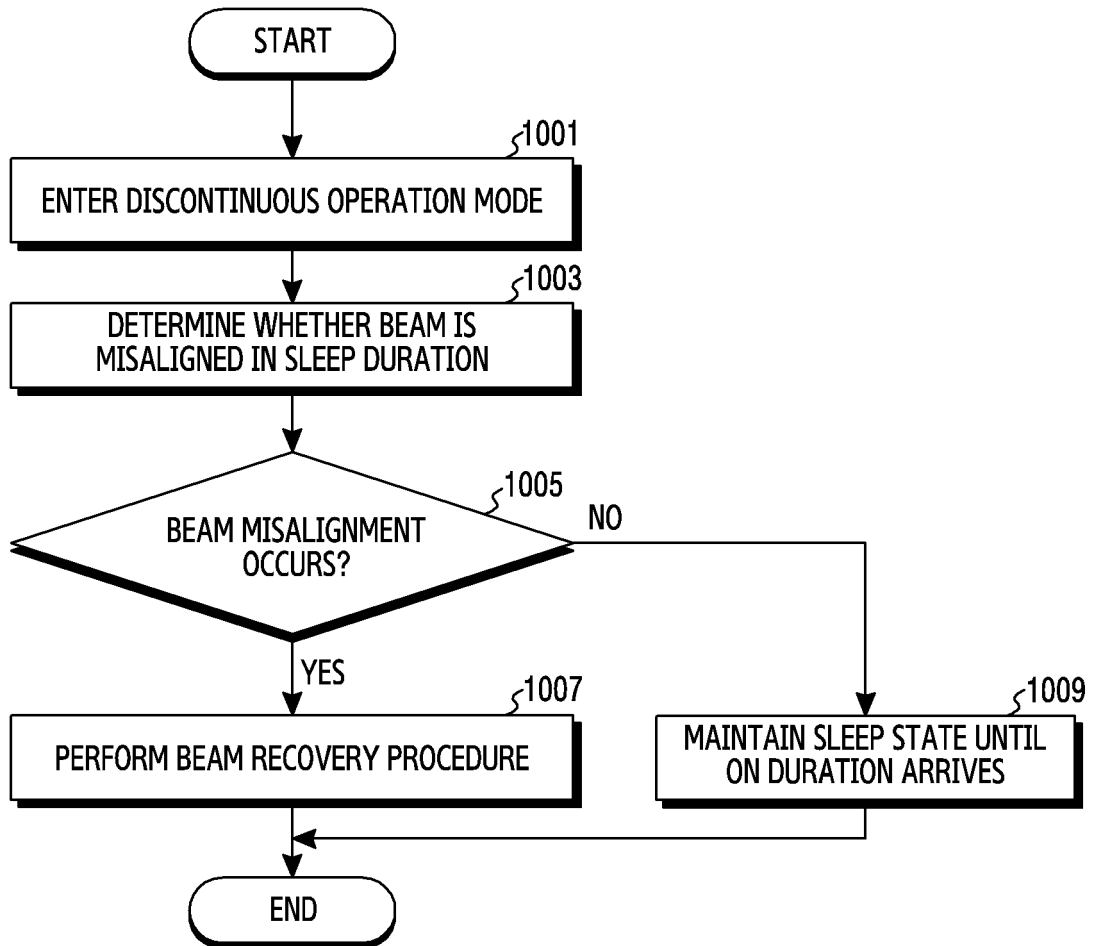 START
1001
ENTER DISCONTINUOUS OPERATION MODE
1003
DETERMINE WHETHER BEAM IS
MISALIGNED IN SLEEP DURATION
1005
BEAM MISALIGNMENT
OCCURS?
NO
YES
1007
PERFORM BEAM RECOVERY PROCEDURE
1009
MAINTAIN SLEEP STATE UNTIL
ON DURATION ARRIVES
END